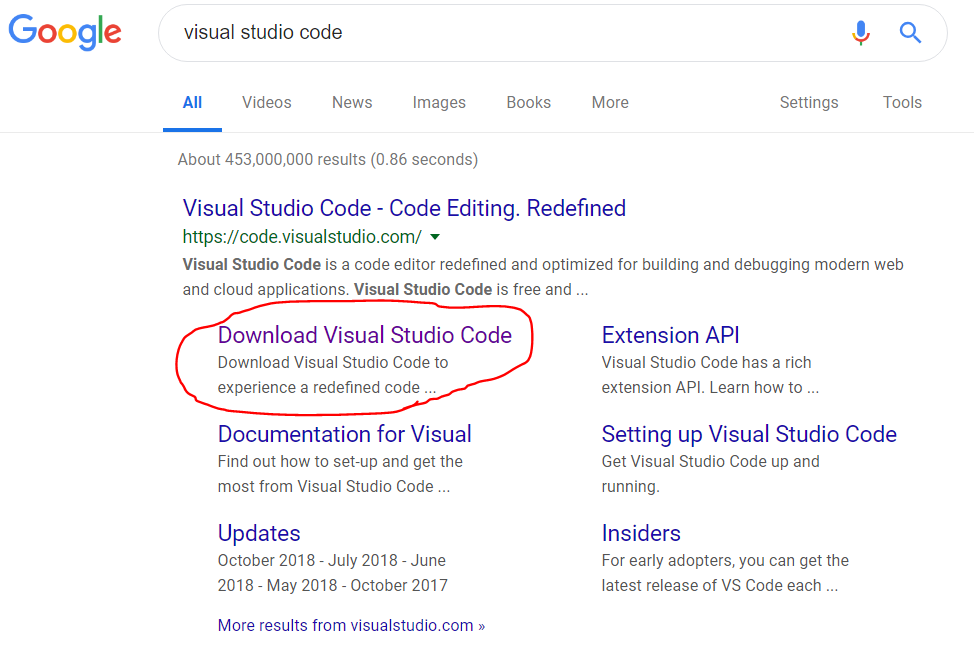 Google
visual studio code
All Videos News Images Books More Settings Tools
About 453,000,000 results (0.86 seconds)
Visual Studio Code - Code Editing. Redefined
https://code.visualstudio.com/
Visual Studio Code is a code editor redefined and optimized for building and debugging modern web
and cloud applications. Visual Studio Code is free and ...
Download Visual Studio Code
Download Visual Studio Code to
experience a redefined code ...
Extension API
Visual Studio Code has a rich
extension API. Learn how to ...
Documentation for Visual
Find out how to set-up and get the
most from Visual Studio Code ...
Setting up Visual Studio Code
Get Visual Studio Code up and
running.
Updates
October 2018 - July 2018 - June
2018 - May 2018 - October 2017
Insiders
For early adopters, you can get the
latest release of VS Code each ...
More results from visualstudio.com »